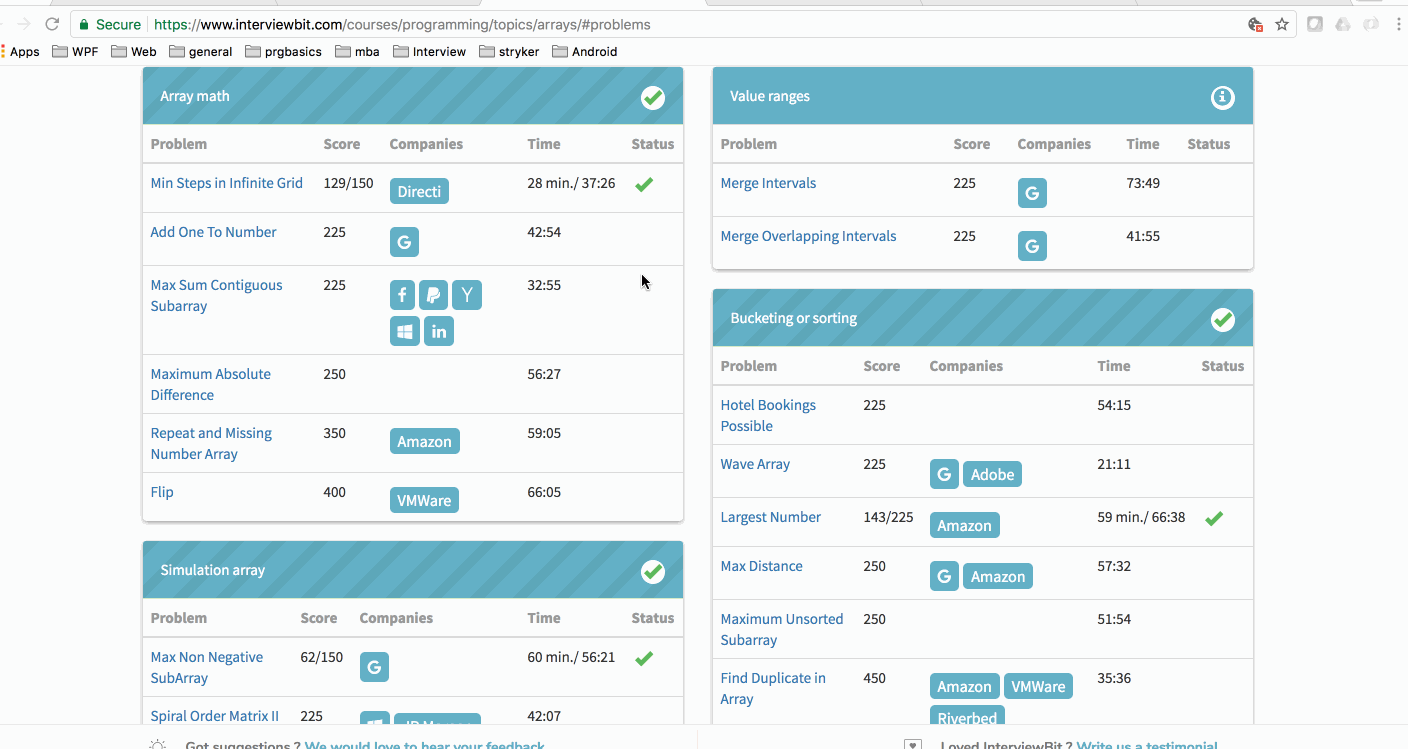 Secure https://www.interviewbit.com/courses/programming/topics/arrays/#problems
Apps WPF Web general prgbasics mba Interview stryker Android
Array math
Problem Score Companies Time Status
Min Steps in Infinite Grid 129/150 Directi 28 min./ 37:26
Add One To Number 225 G 42:54
Max Sum Contiguous 225 f P Y 32:55
Subarray in
Maximum Absolute 250 56:27
Difference
Repeat and Missing 350 Amazon 59:05
Number Array
Flip 400 VMWare 66:05
Simulation array
Problem Score Companies Time Status
Max Non Negative 62/150 G 60 min./ 56:21
SubArray
Spiral Order Matrix II 225 42:07
Value ranges
Problem Score Companies Time Status
Merge Intervals 225 G 73:49
Merge Overlapping Intervals 225 G 41:55
Bucketing or sorting
Problem Score Companies Time Status
Hotel Bookings 225 54:15
Possible
Wave Array 225 G Adobe 21:11
Largest Number 143/225 Amazon 59 min./ 66:38
Max Distance 250 G Amazon 57:32
Maximum Unsorted 250 51:54
Subarray
Find Duplicate in 450 Amazon VMWare 35:36
Array Riverbed
Got suggestions ? We would love to hear your feedback
Loved InterviewBit ? Write us a testimonial